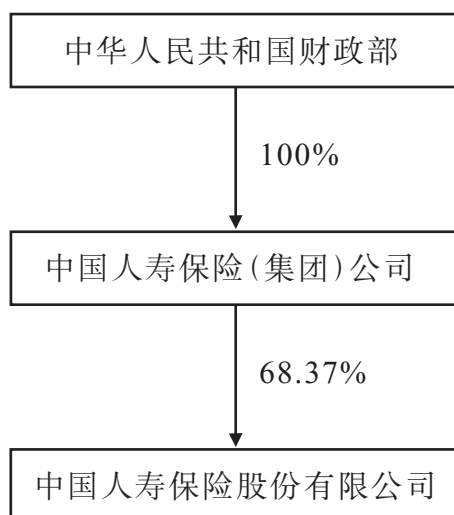 中华人民共和国财政部
100%
中国人寿保险(集团)公司
68.37%
中国人寿保险股份有限公司